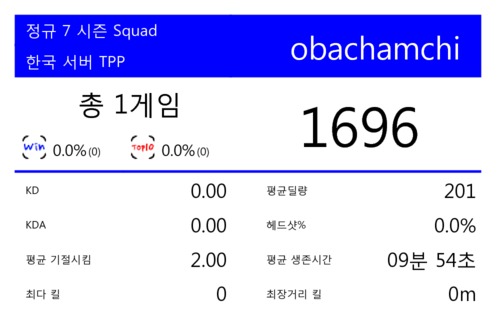 정규 7 시즌 Squad
한국 서버 TPP
obachamchi
총 1게임
Win 0.0%(0) Top10 0.0%(0)
1696
KD 0.00 평균딜량 201
KDA 0.00 헤드샷% 0.0%
평균 기절시킴 2.00 평균 생존시간 09분 54초
최다 킬 0 최장거리 킬 0m